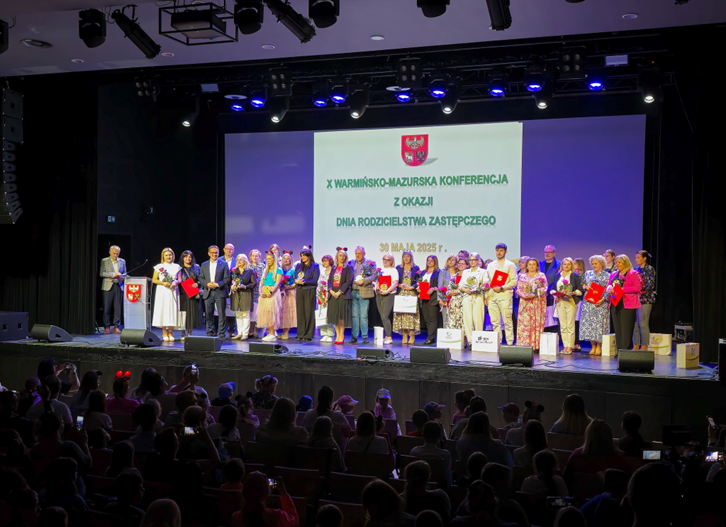 X WARMIŃSKO-MAZURSKA KONFERENCJA
Z OKAZJI
DNIA RODZICIELSTWA ZASTĘPCZEGO
30 MAJA 2025 r.